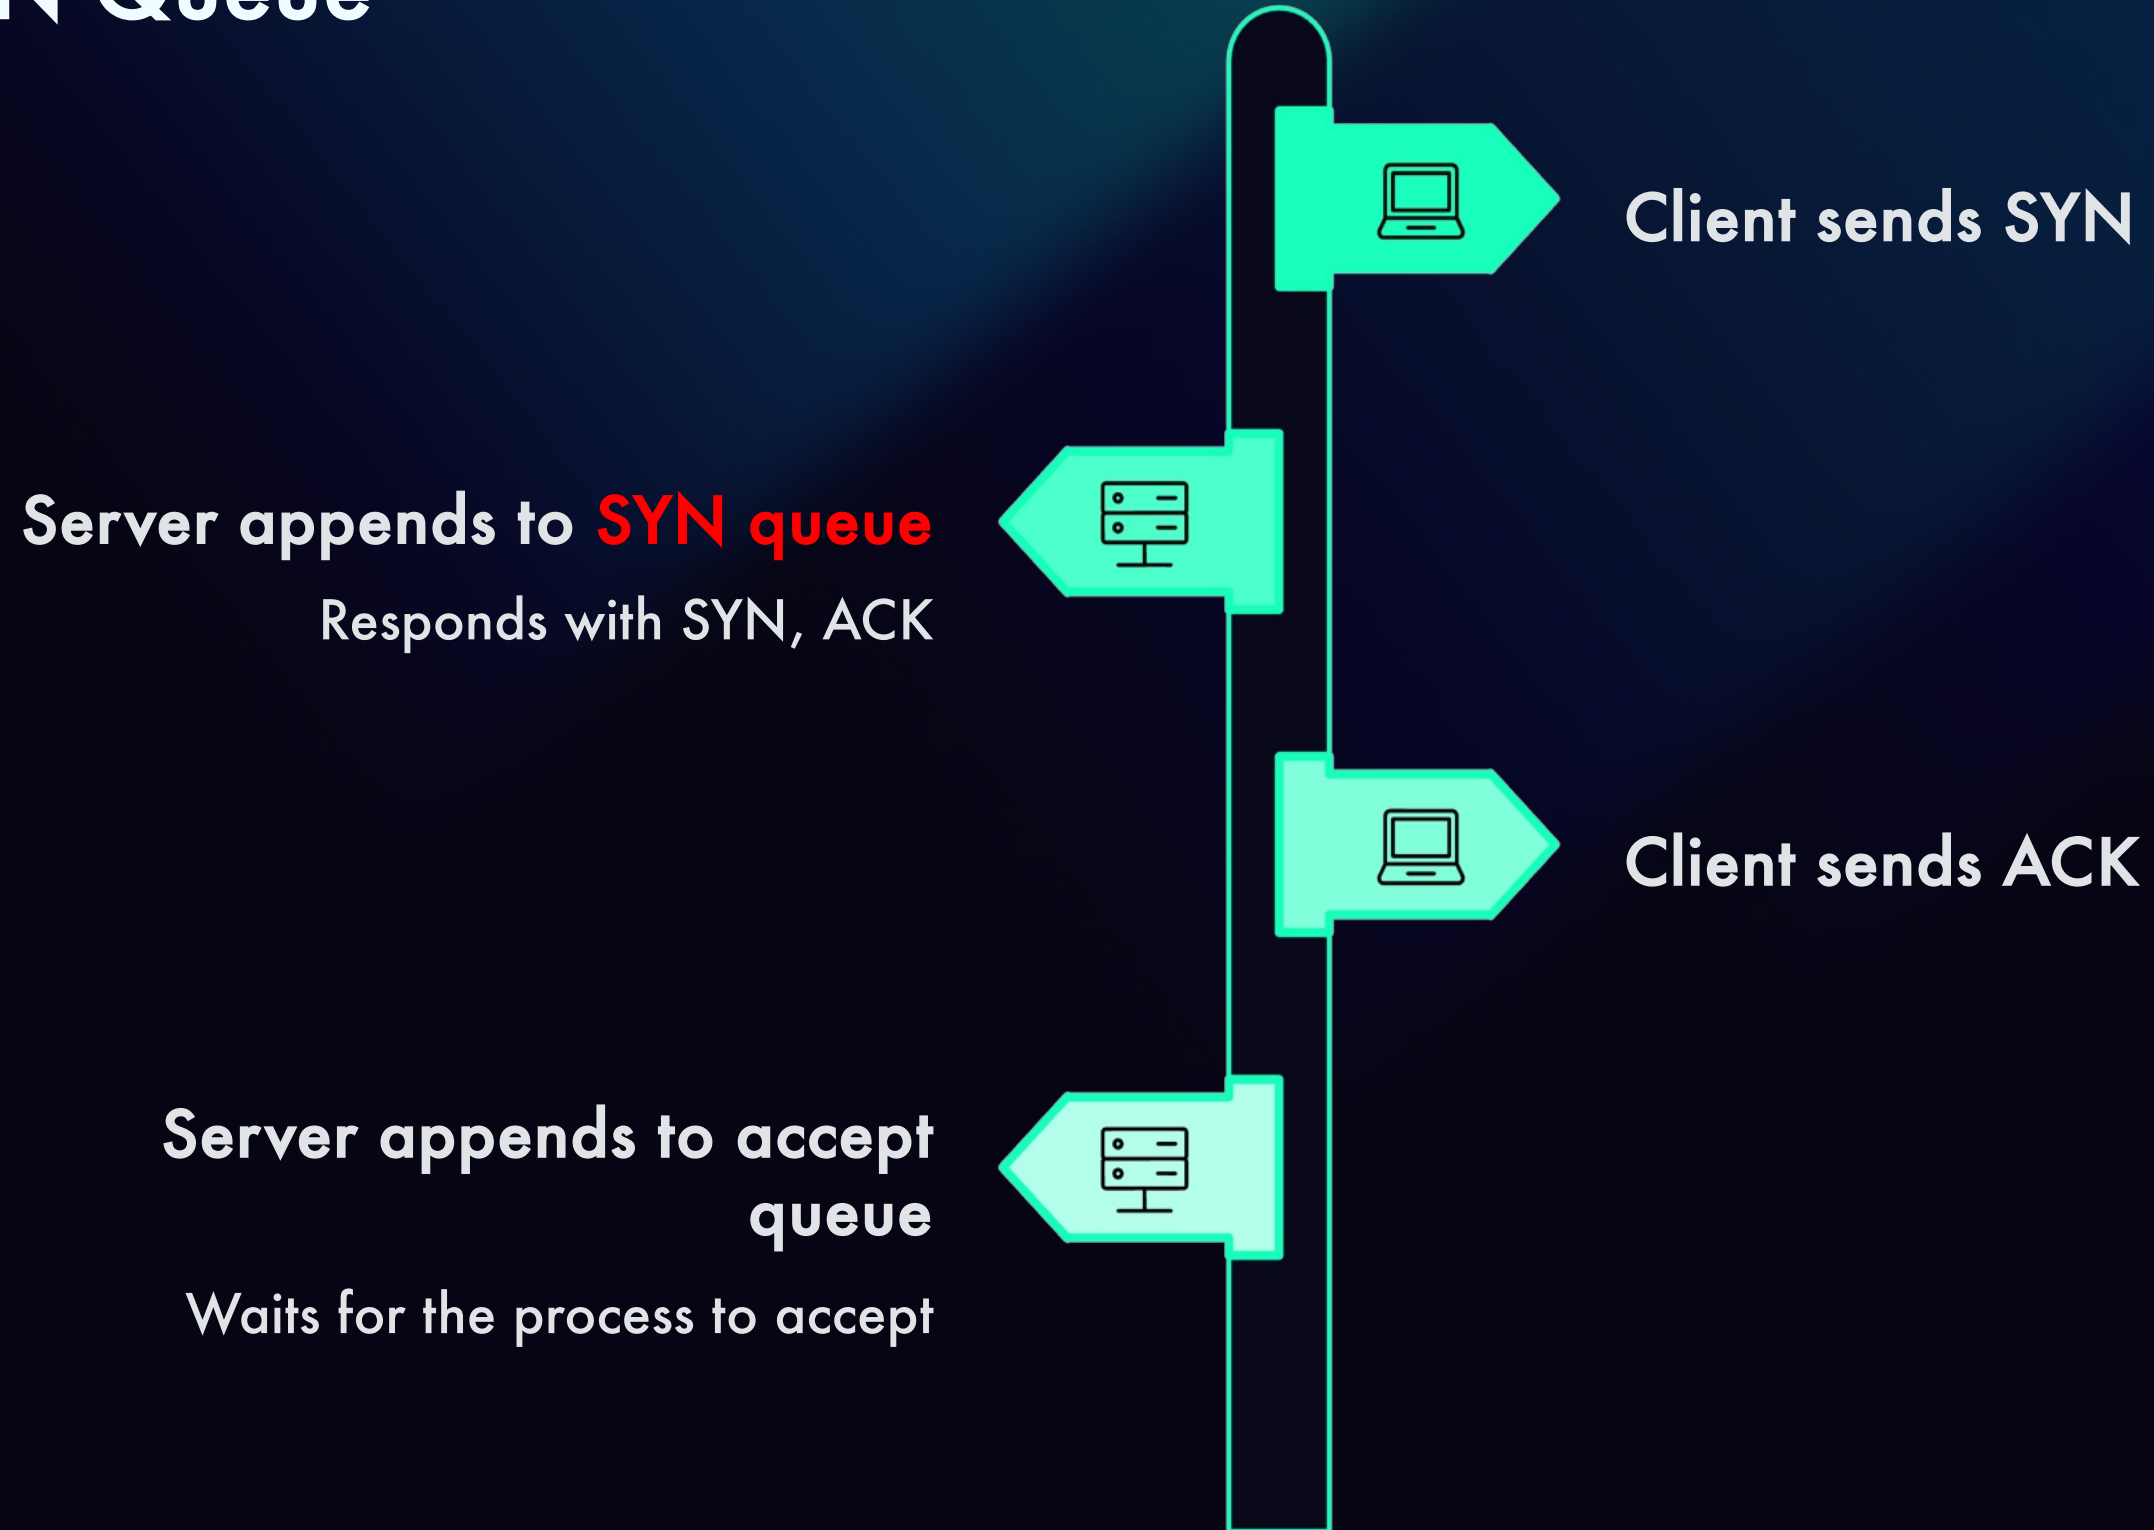 N Queue
Client sends SYN
Server appends to SYN queue
Responds with SYN, ACK
Client sends ACK
Server appends to accept
queue
Waits for the process to accept